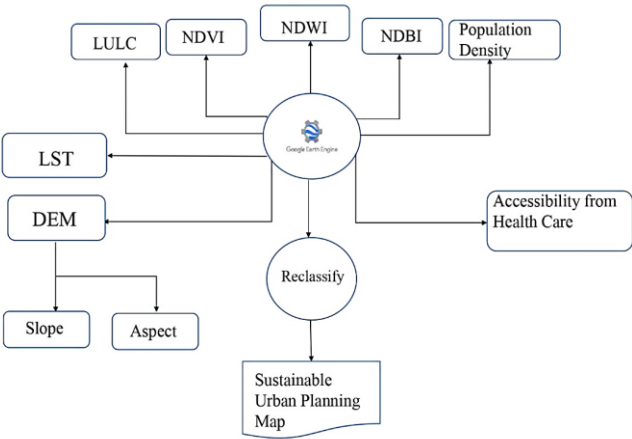 LULC
NDVI
NDWI
NDBI
Population
Density
Google Earth Engine
LST
DEM
Accessibility from
Health Care
Reclassify
Slope
Aspect
Sustainable
Urban Planning
Map